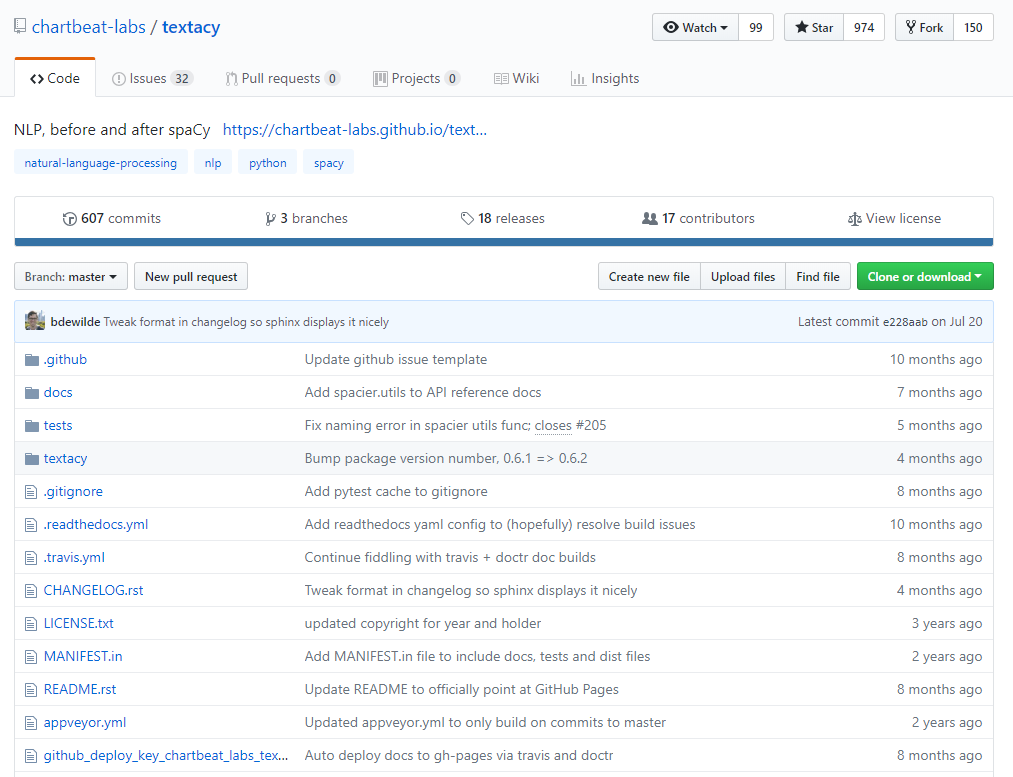 chartbeat-labs / textacy
Watch 99 Star 974 Fork 150
Code Issues 32 Pull requests 0 Projects 0 Wiki Insights
NLP, before and after spaCy https://chartbeat-labs.github.io/text...
natural-language-processing nlp python spacy
607 commits 3 branches 18 releases 17 contributors View license
Branch: master New pull request Create new file Upload files Find file Clone or download
bdewilde Tweak format in changelog so sphinx displays it nicely Latest commit e228aab on Jul 20
.github Update github issue template 10 months ago
docs Add spacier.utils to API reference docs 7 months ago
tests Fix naming error in spacier utils func; closes #205 5 months ago
textacy Bump package version number, 0.6.1 => 0.6.2 4 months ago
.gitignore Add pytest cache to gitignore 8 months ago
.readthedocs.yml Add readthedocs yaml config to (hopefully) resolve build issues 10 months ago
.travis.yml Continue fiddling with travis + doctr doc builds 8 months ago
CHANGELOG.rst Tweak format in changelog so sphinx displays it nicely 4 months ago
LICENSE.txt updated copyright for year and holder 3 years ago
MANIFEST.in Add MANIFEST.in file to include docs, tests and dist files 2 years ago
README.rst Update README to officially point at GitHub Pages 8 months ago
appveyor.yml Updated appveyor.yml to only build on commits to master 2 years ago
github_deploy_key_chartbeat_labs_tex... Auto deploy docs to gh-pages via travis and doctr 8 months ago